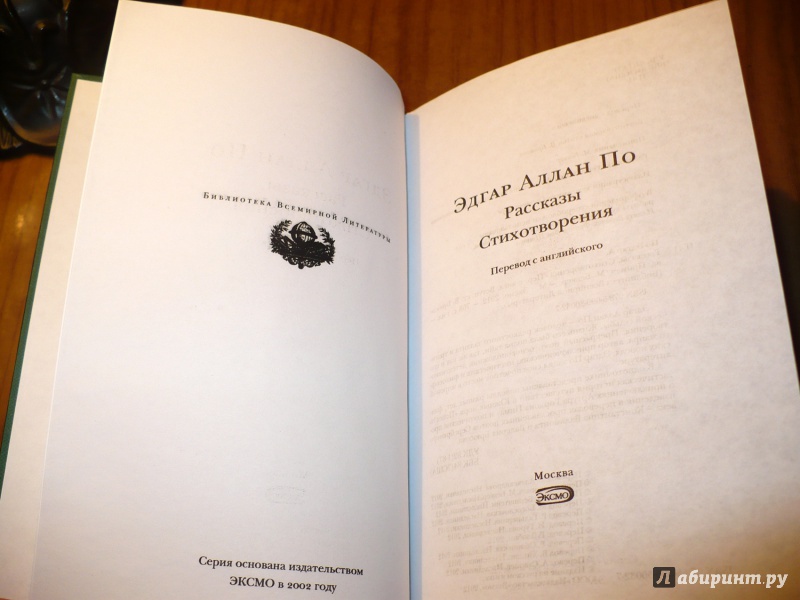 Библиотека Всемирной Литературы
Серия основана издательством
ЭКСМО в 2002 году
Эдгар Аллан По
Рассказы
Стихотворения
Перевод с английского
Москва
ЭКСМО
Лабиринт.ру